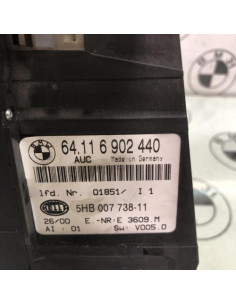 64.11 6 902 440
AUC Made in Germany
lfd. Nr. 01851/ I 1
HELLA 5HB 007 738-11
26/00 E.-NR:E 3609.M
AI : 01 Sw: V005.0